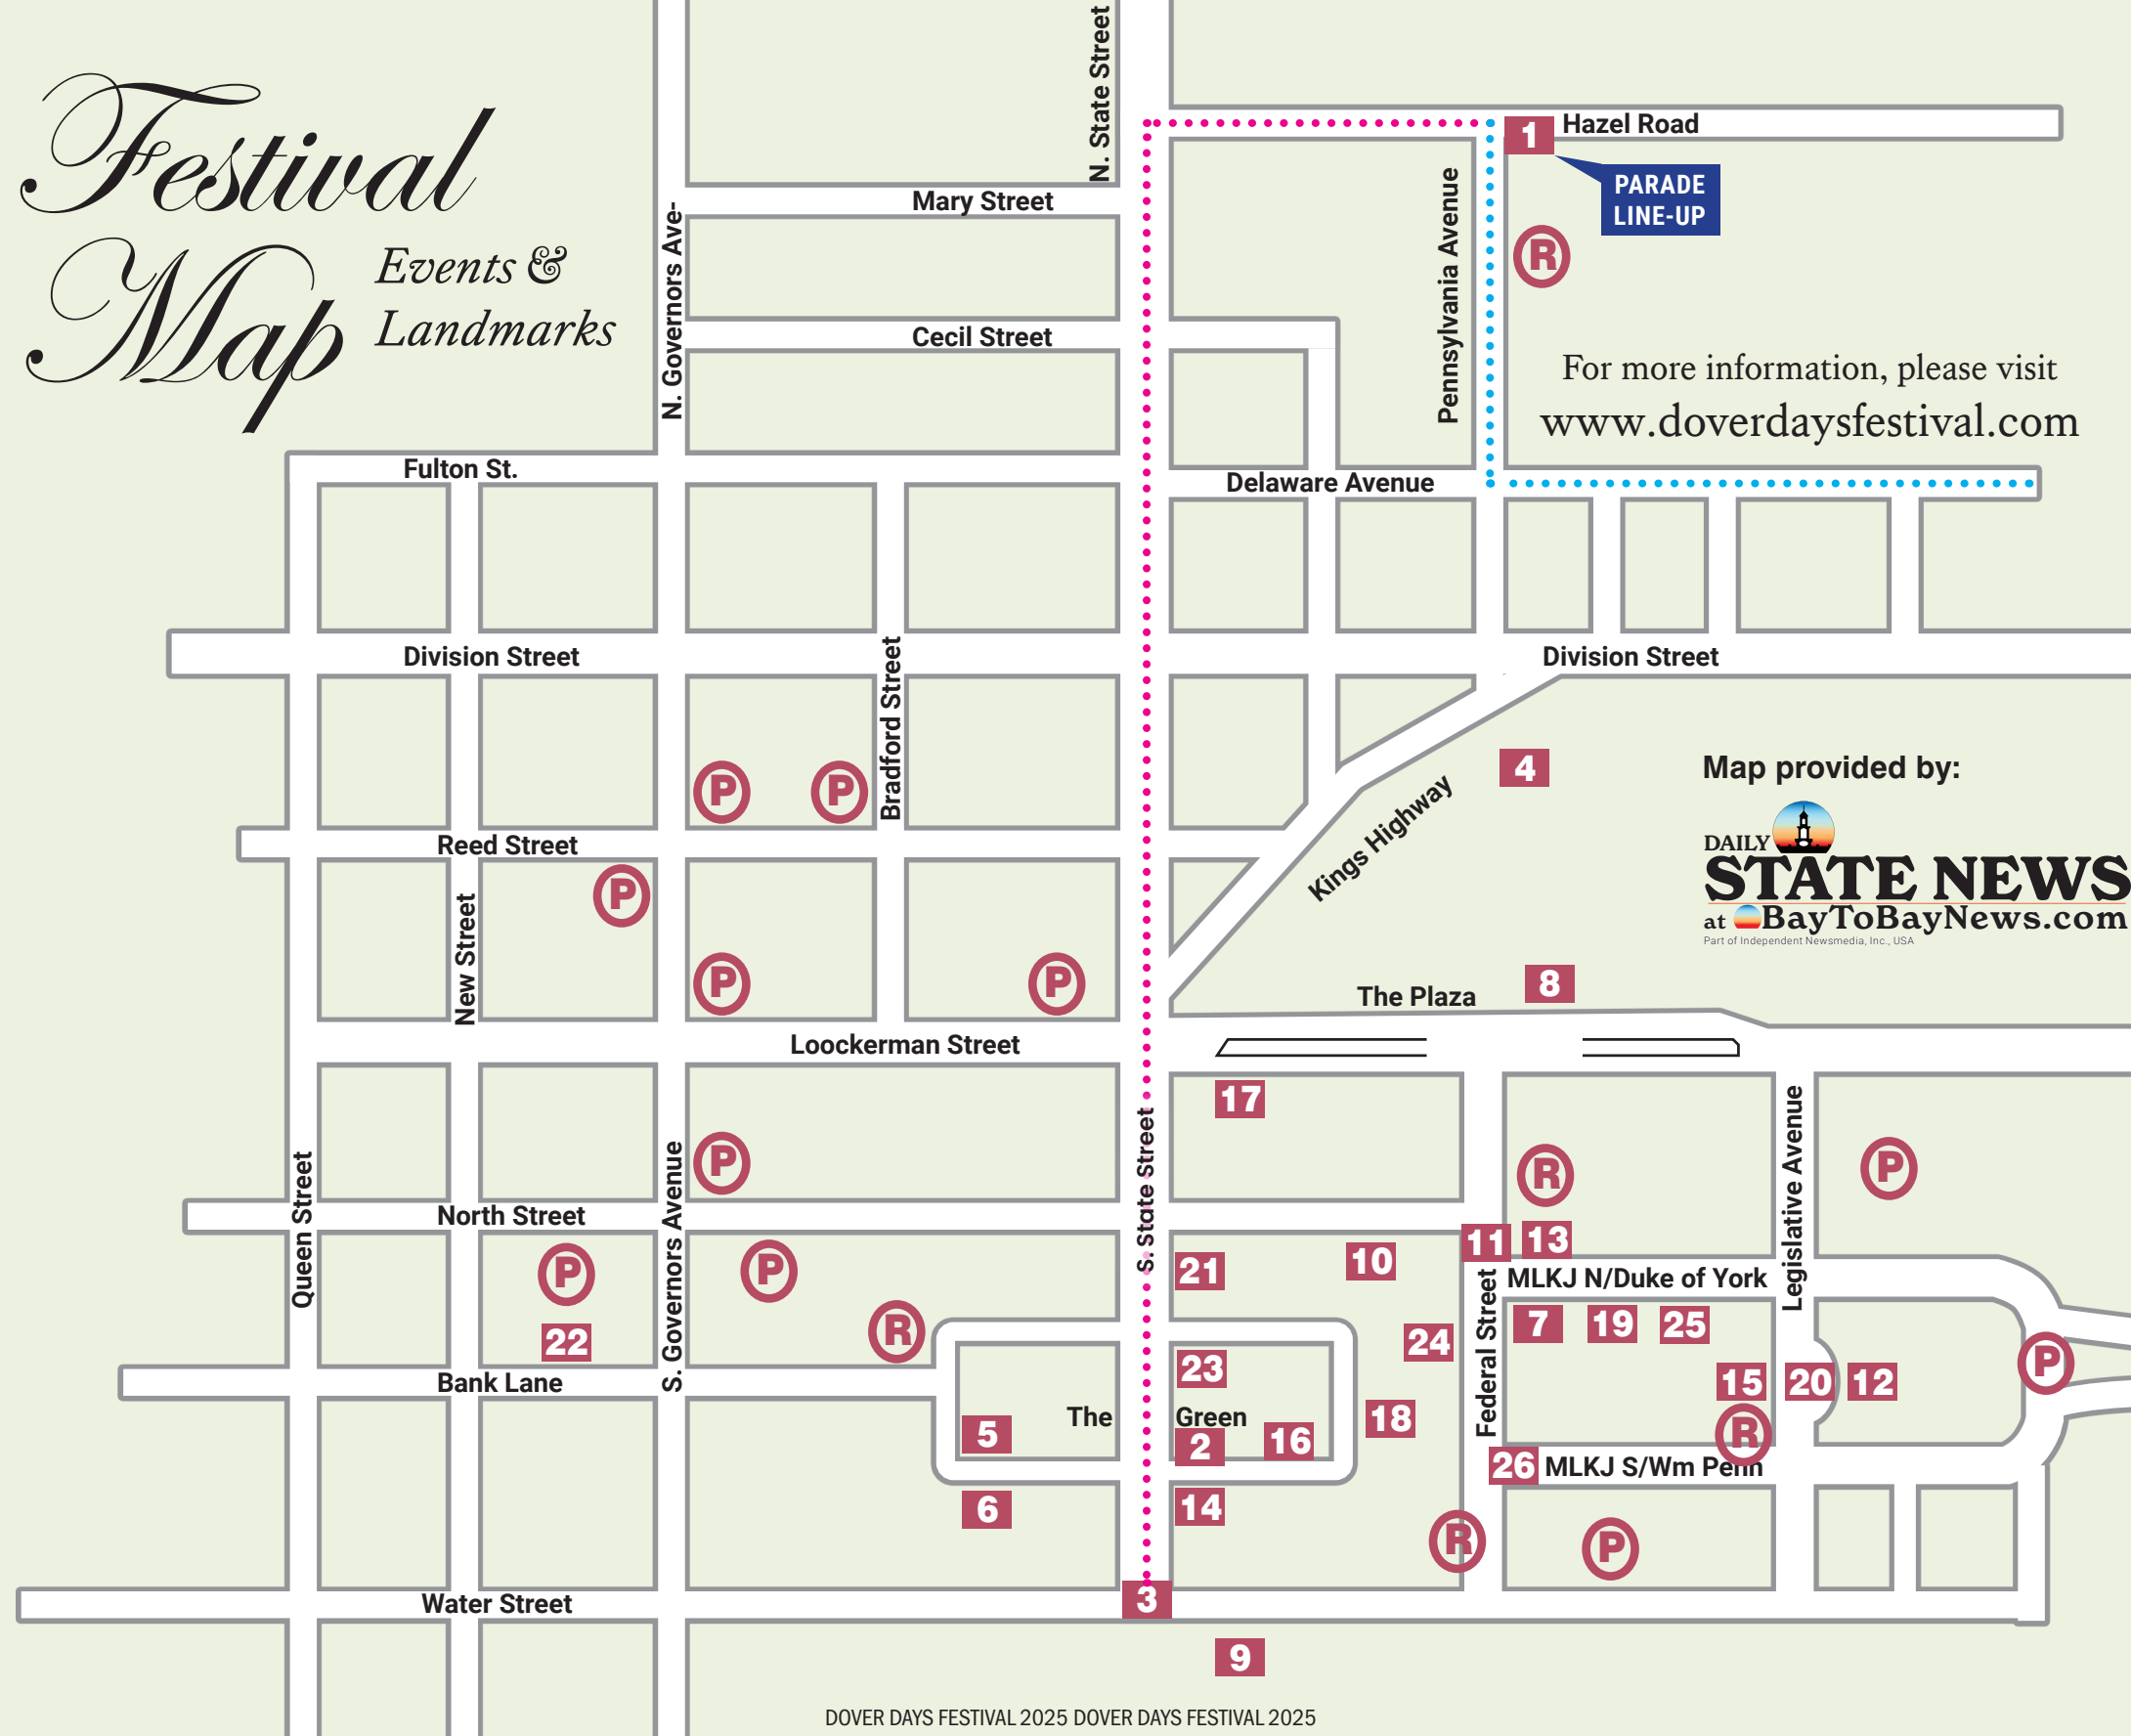 Festival
Map
Events &
Landmarks
N. State Street
1
Hazel Road
PARADE
LINE-UP
Mary Street
N. Governors Ave-
Pennsylvania Avenue
R
Cecil Street
For more information, please visit
www.doverdaysfestival.com
Fulton St.
Delaware Avenue
Division Street
Division Street
Bradford Street
P
P
4
Kings Highway
Map provided by:
DAILY
STATE NEWS
at BayToBayNews.com
Part of Independent Newsmedia, Inc., USA
Reed Street
P
New Street
P
P
8
The Plaza
Loockerman Street
17
S. State Street
Legislative Avenue
Queen Street
S. Governors Avenue
P
R
P
North Street
11
13
P
P
21
10
MLKJ N/Duke of York
Federal Street
R
22
24
7
19
25
23
P
Bank Lane
15
20
12
The
Green
18
5
2
16
R
26
MLKJ S/Wm Penn
6
14
R
P
Water Street
3
9
DOVER DAYS FESTIVAL 2025 DOVER DAYS FESTIVAL 2025